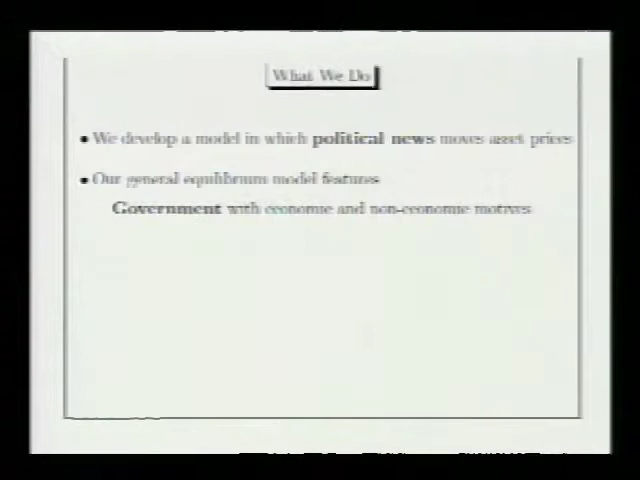 What We Do
• We develop a model in which political news moves asset prices
• Our general equilibrium model features
Government with economic and non-economic motives